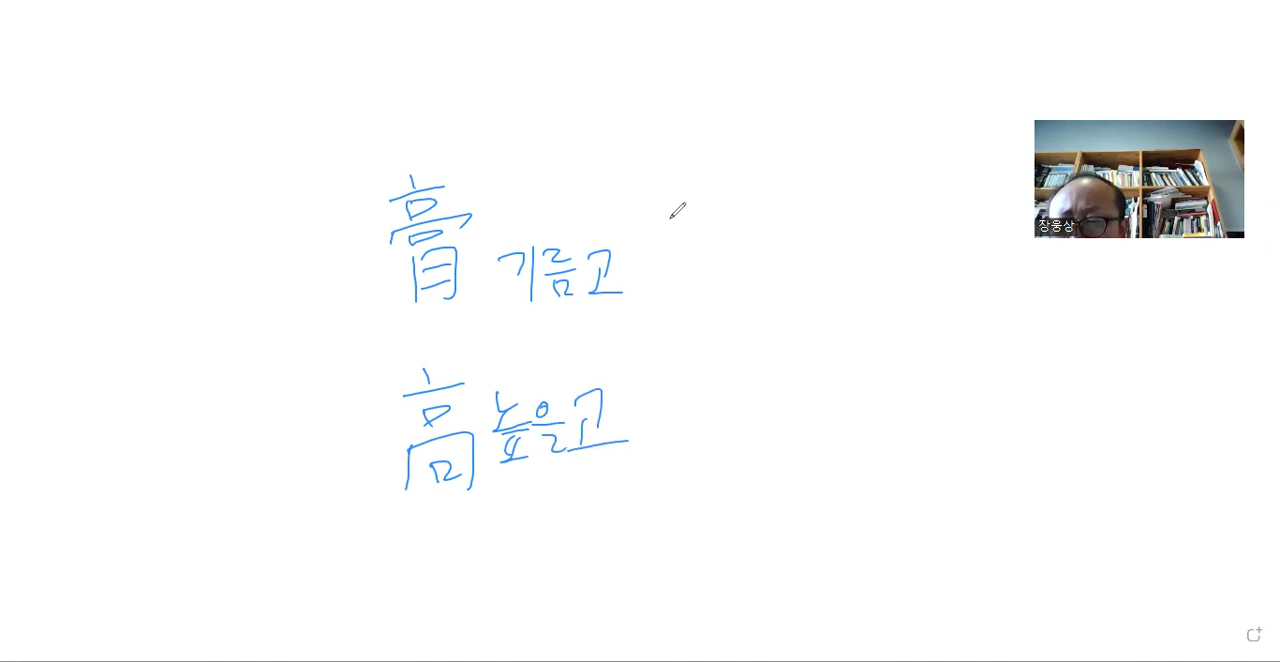 膏 기름고
高 높을고
장웅상